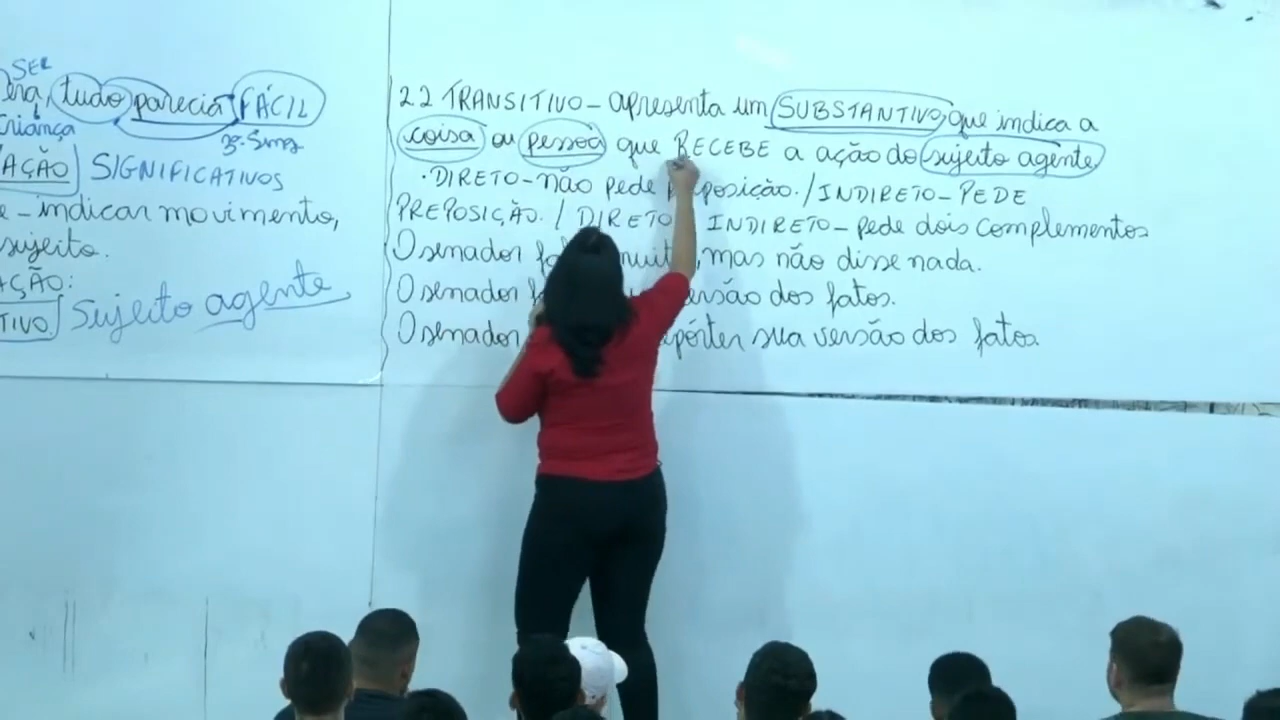 SER
era, tudo parecia FÁCIL
criança
3ª Sing
AÇÃO SIGNIFICATIVOS
e - indicar movimento,
sujeito.
AÇÃO:
TIVO Sujeito agente
2.2 TRANSITIVO - apresenta um SUBSTANTIVO que indica a
coisa ou pessoa que RECEBE a ação do sujeito agente
· DIRETO - não pede preposição. / INDIRETO - PEDE
PREPOSIÇÃO. / DIRETO INDIRETO - pede dois complementos
O senador muito, mas não disse nada.
O senador versão dos fatos.
O senador repórter sua versão dos fatos.